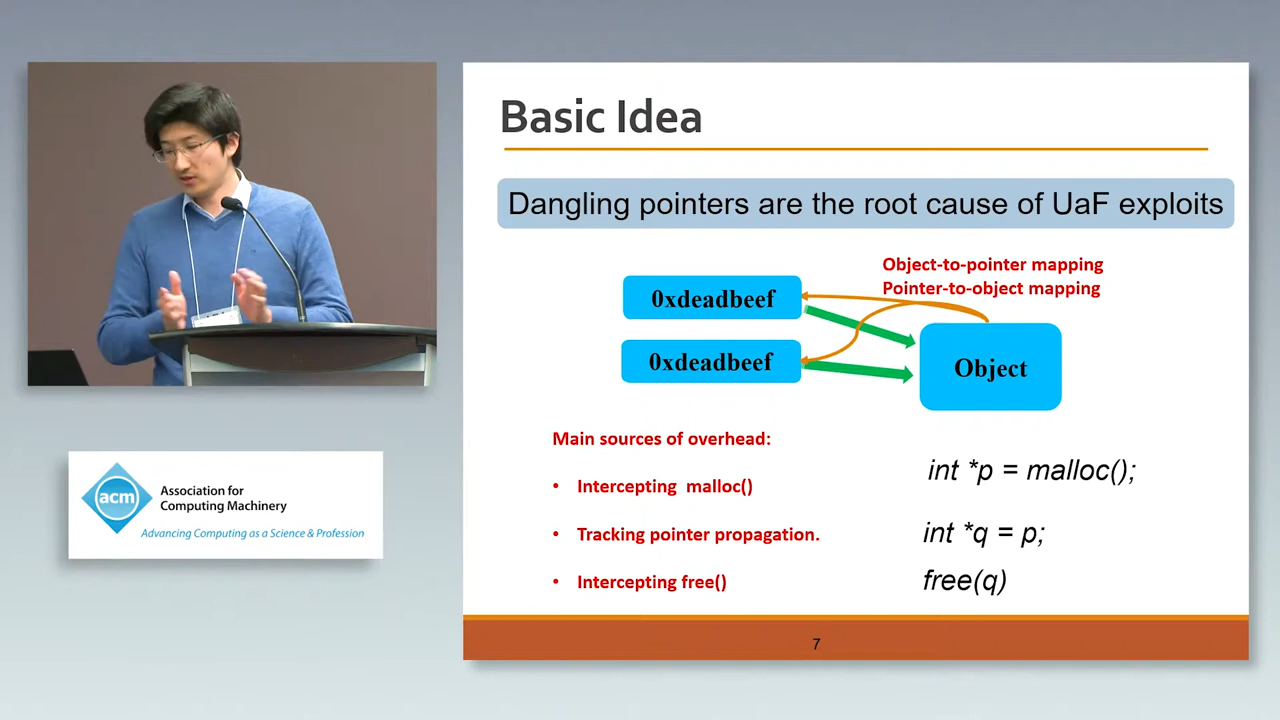 Basic Idea
Dangling pointers are the root cause of UaF exploits
Object-to-pointer mapping
Pointer-to-object mapping
0xdeadbeef
0xdeadbeef
Object
Main sources of overhead:
• Intercepting malloc()
• Tracking pointer propagation.
• Intercepting free()
int *p = malloc();
int *q = p;
free(q)
7
acm
Association for
Computing Machinery
Advancing Computing as a Science & Profession